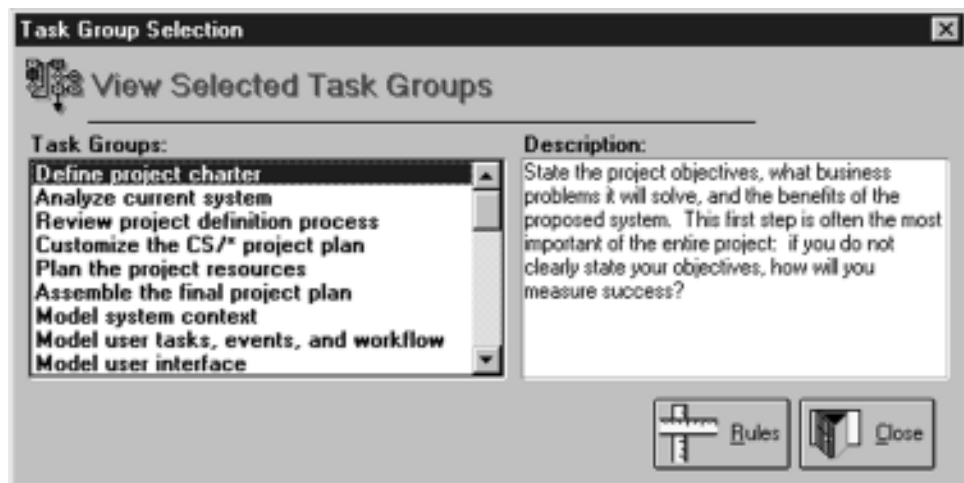 Task Group Selection
View Selected Task Groups
Task Groups:
Define project charter
Analyze current system
Review project definition process
Customize the CS/* project plan
Plan the project resources
Assemble the final project plan
Model system context
Model user tasks, events, and workflow
Model user interface
Description:
State the project objectives, what business
problems it will solve, and the benefits of the
proposed system. This first step is often the most
important of the entire project: if you do not
clearly state your objectives, how will you
measure success?
Rules
Close